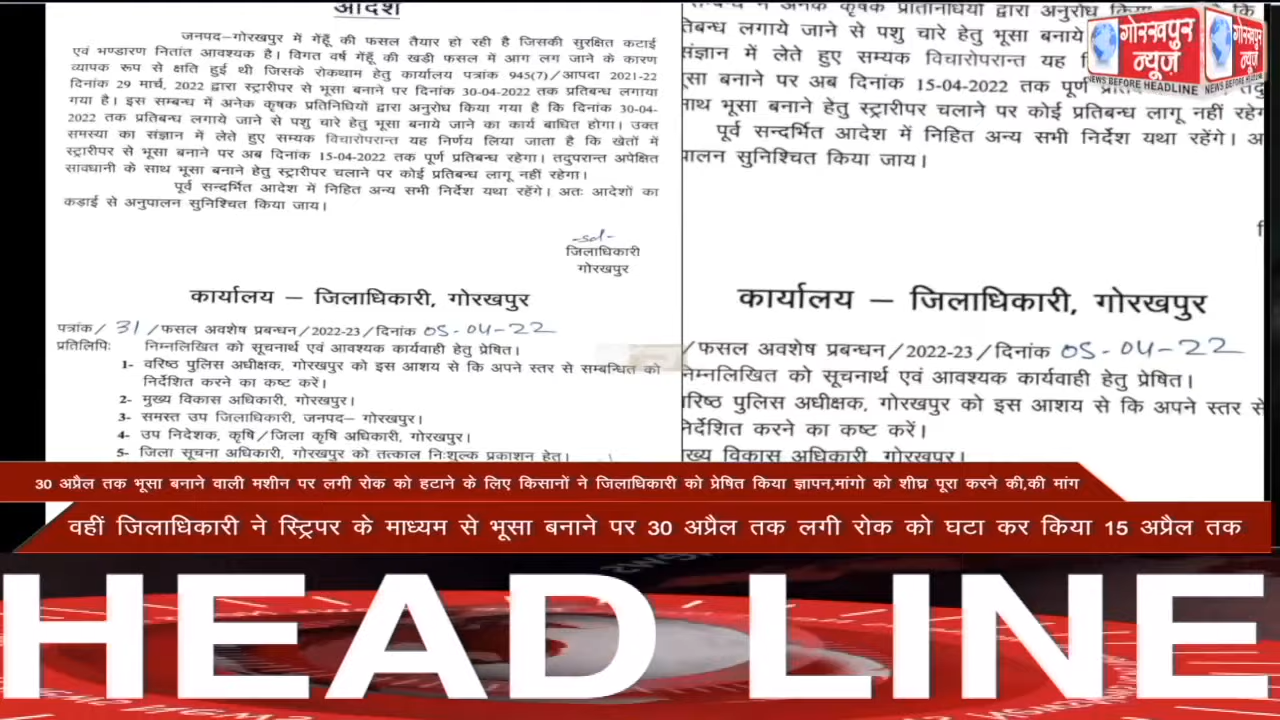 आदेश
जनपद–गोरखपुर में गेंहूँ की फसल तैयार हो रही है जिसकी सुरक्षित कटाई
एवं भण्डारण नितांत आवश्यक है। विगत वर्ष गेंहूँ की खड़ी फसल में आग लग जाने के कारण
व्यापक रूप से क्षति हुई थी जिसके रोकथाम हेतु कार्यालय पत्रांक 945(7)/आपदा 2021-22
दिनांक 29 मार्च, 2022 द्वारा स्ट्रारीपर से भूसा बनाने पर दिनांक 30-04-2022 तक प्रतिबन्ध लगाया
गया है। इस सम्बन्ध में अनेक कृषक प्रतिनिधियों द्वारा अनुरोध किया गया है कि दिनांक 30-04-
2022 तक प्रतिबन्ध लगाये जाने से पशु चारे हेतु भूसा बनाये जाने का कार्य बाधित होगा। उक्त
समस्या का संज्ञान में लेते हुए सम्यक विचारोपरान्त यह निर्णय लिया जाता है कि खेतों में
स्ट्रारीपर से भूसा बनाने पर अब दिनांक 15-04-2022 तक पूर्ण प्रतिबन्ध रहेगा। तदुपरान्त अपेक्षित
सावधानी के साथ भूसा बनाने हेतु स्ट्रारीपर चलाने पर कोई प्रतिबन्ध लागू नहीं रहेगा।
पूर्व सन्दर्भित आदेश में निहित अन्य सभी निर्देश यथा रहेंगे। अतः आदेशों का
कड़ाई से अनुपालन सुनिश्चित किया जाय।
-sd-
जिलाधिकारी
गोरखपुर
कार्यालय – जिलाधिकारी, गोरखपुर
पत्रांक/ 31 /फसल अवशेष प्रबन्धन/2022-23/दिनांक 05-04-22
प्रतिलिपिः निम्नलिखित को सूचनार्थ एवं आवश्यक कार्यवाही हेतु प्रेषित।
1- वरिष्ठ पुलिस अधीक्षक, गोरखपुर को इस आशय से कि अपने स्तर से सम्बन्धित को
निर्देशित करने का कष्ट करें।
2- मुख्य विकास अधिकारी, गोरखपुर।
3- समस्त उप जिलाधिकारी, जनपद– गोरखपुर।
4- उप निदेशक, कृषि/जिला कृषि अधिकारी, गोरखपुर।
5- जिला सूचना अधिकारी, गोरखपुर को तत्काल निःशुल्क प्रकाशन हेतु।
अनेक कृषक प्रतिनिधियों द्वारा अनुरोध किया
लगाये जाने से पशु चारे हेतु भूसा बनाये
संज्ञान में लेते हुए सम्यक विचारोपरान्त यह
बनाने पर अब दिनांक 15-04-2022 तक पूर्ण
भूसा बनाने हेतु स्ट्रारीपर चलाने पर कोई प्रतिबन्ध लागू नहीं
पूर्व सन्दर्भित आदेश में निहित अन्य सभी निर्देश यथा रहेंगे।
सुनिश्चित किया जाय।
कार्यालय – जिलाधिकारी, गोरखपुर
/फसल अवशेष प्रबन्धन/2022-23/दिनांक 05-04-22
को सूचनार्थ एवं आवश्यक कार्यवाही हेतु प्रेषित।
पुलिस अधीक्षक, गोरखपुर को इस आशय से कि अपने स्तर से
करने का कष्ट करें।
विकास अधिकारी, गोरखपुर।
गोरखपुर
न्यूज़
NEWS BEFORE HEADLINE
गोरखपुर
न्यूज़
NEWS BEFORE
30 अप्रैल तक भूसा बनाने वाली मशीन पर लगी रोक को हटाने के लिए किसानों ने जिलाधिकारी को प्रेषित किया ज्ञापन,मांगो को शीघ्र पूरा करने की,की मांग
वहीं जिलाधिकारी ने स्ट्रिपर के माध्यम से भूसा बनाने पर 30 अप्रैल तक लगी रोक को घटा कर किया 15 अप्रैल तक
HEAD LINE